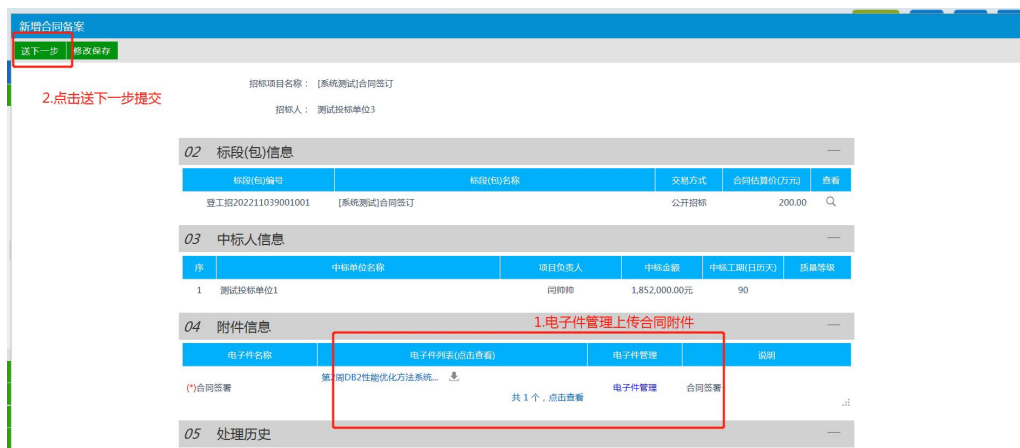 新增合同备案
送下一步 修改保存
招标项目名称： [系统测试]合同签订
2.点击送下一步提交
招标人： 测试投标单位3
02 标段(包)信息
标段(包)编号 标段(包)名称 交易方式 合同估算价(万元) 查看
登工招202211039001001 [系统测试]合同签订 公开招标 200.00
03 中标人信息
序 中标单位名称 项目负责人 中标金额 中标工期(日历天) 质量等级
1 测试投标单位1 闫帅帅 1,852,000.00元 90
04 附件信息 1.电子件管理上传合同附件
电子件名称 电子件列表(点击查看) 电子件管理 说明
第2周DB2性能优化方法系统...
(*)合同签署 电子件管理 合同签署
共 1 个，点击查看
05 处理历史